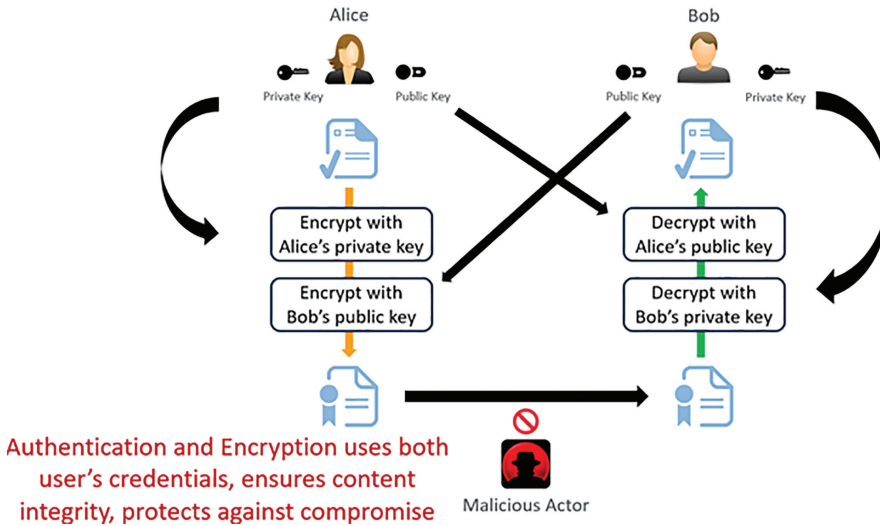 Alice
Bob
Private Key
Public Key
Public Key
Private Key
Encrypt with
Alice's private key
Encrypt with
Bob's public key
Decrypt with
Alice's public key
Decrypt with
Bob's private key
Authentication and Encryption uses both
user's credentials, ensures content
integrity, protects against compromise
Malicious Actor